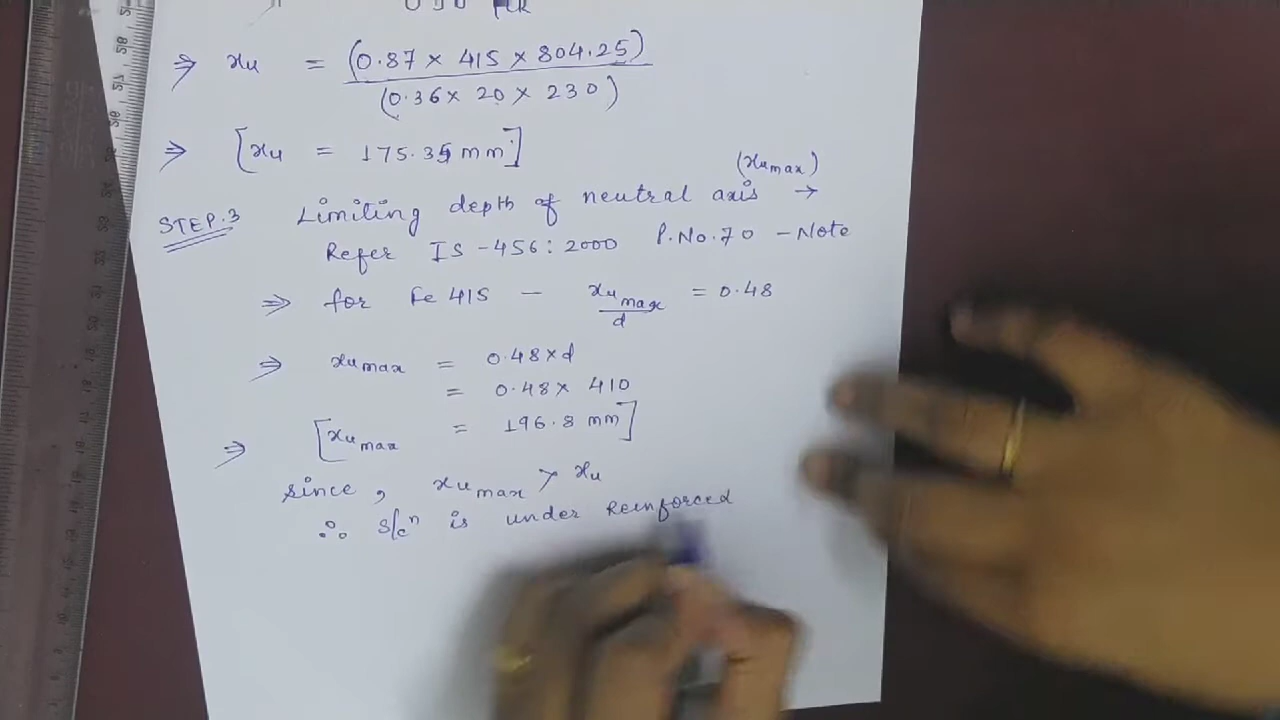 ⇒ xu = (0.87 × 415 × 804.25)
(0.36 × 20 × 230)
⇒ [xu = 175.35 mm]
(xumax)
STEP.3 Limiting depth of neutral axis →
Refer IS-456:2000 P.No.70 - Note
⇒ for Fe 415 - xumax/d = 0.48
⇒ xumax = 0.48×d
= 0.48× 410
⇒ [xumax = 196.8 mm]
since, xumax > xu
∴ s/cn is under Reinforced